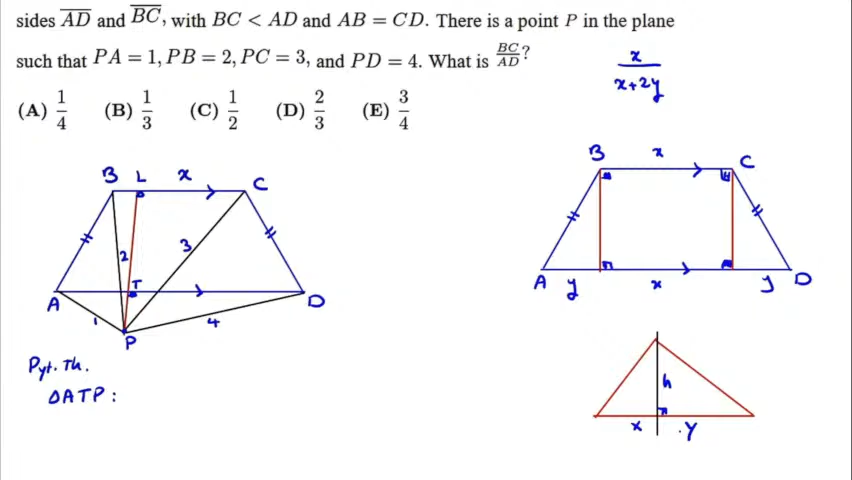 sides AD and BC, with BC < AD and AB = CD. There is a point P in the plane
such that PA = 1, PB = 2, PC = 3, and PD = 4. What is BC/AD?
x
x+2y
(A) 1/4 (B) 1/3 (C) 1/2 (D) 2/3 (E) 3/4
B L x C
2 3
A T D
1 4
P
B x C
A y x y D
Pyt. Th.
ΔATP :
h
x y